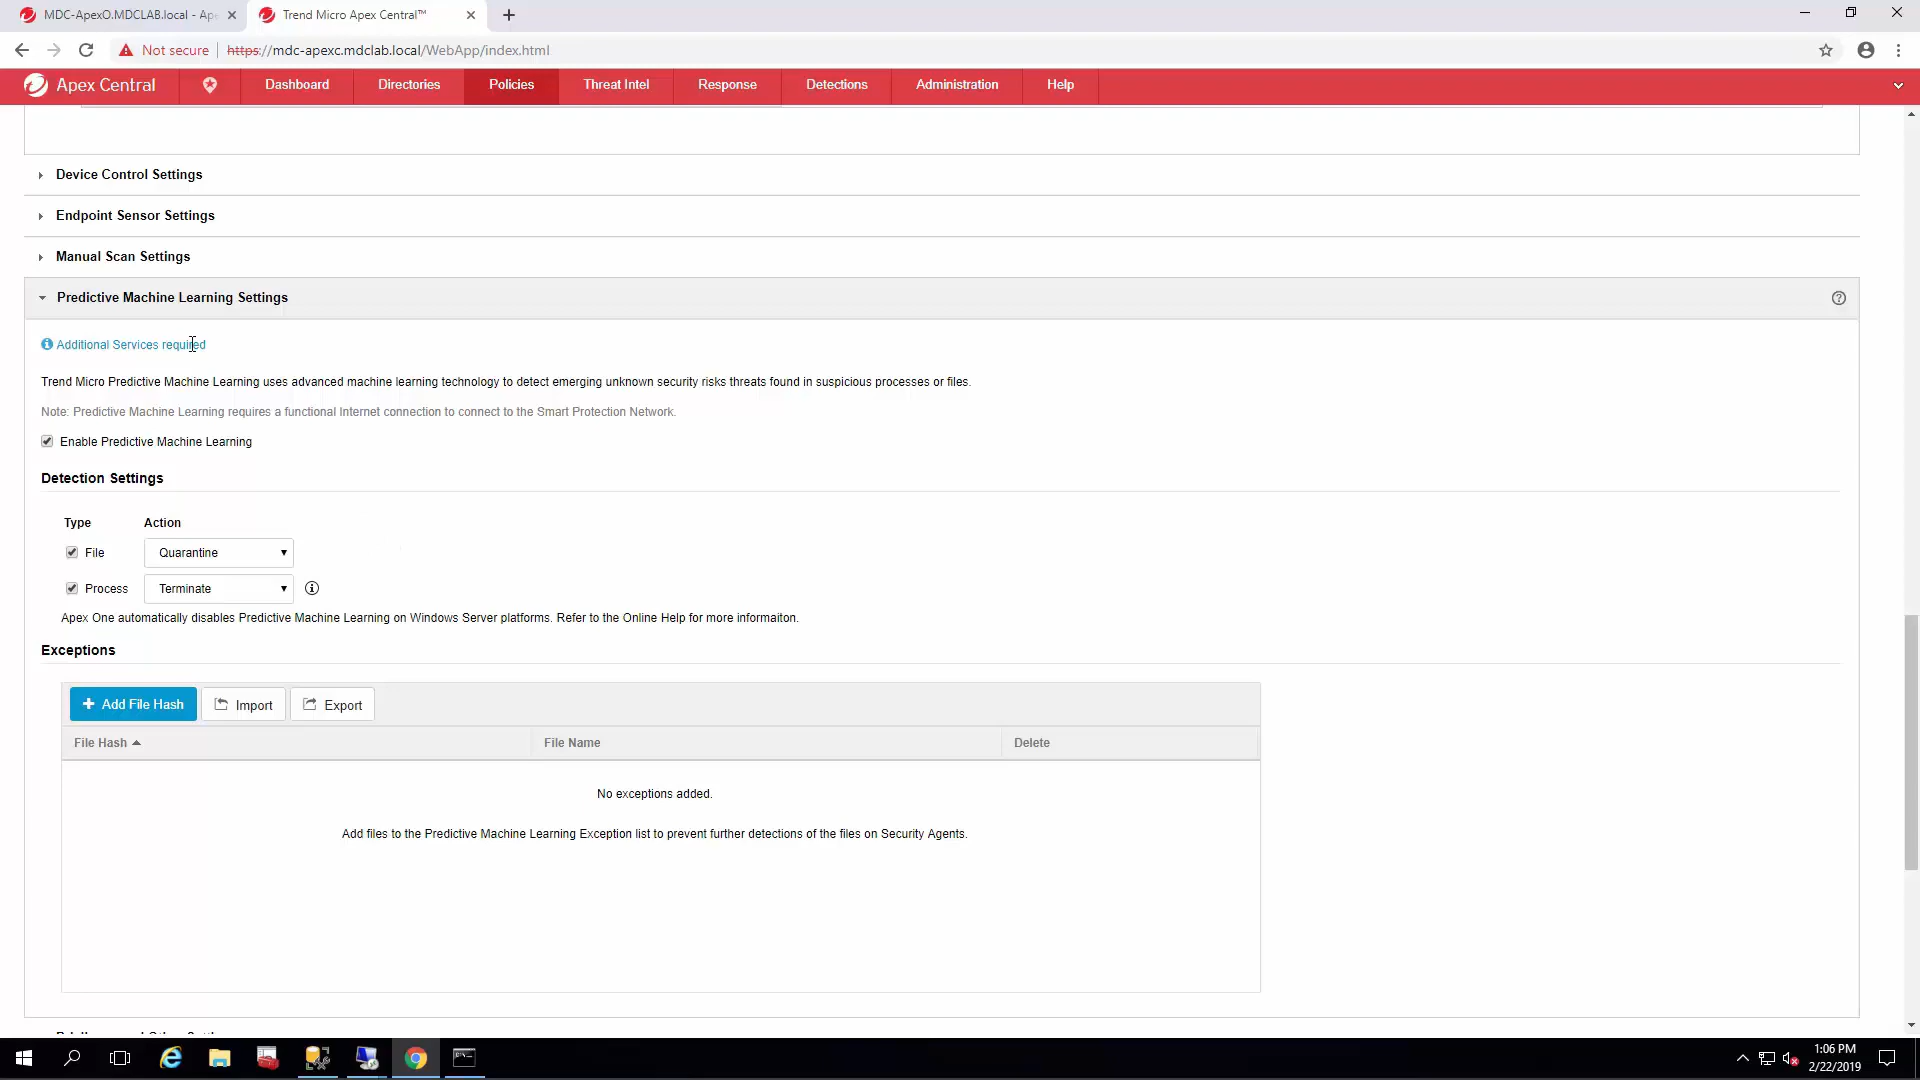 MDC-ApexO.MDCLAB.local - Ape
Trend Micro Apex Central™
Not secure
https://mdc-apexc.mdclab.local/WebApp/index.html
Apex Central
Dashboard
Directories
Policies
Threat Intel
Response
Detections
Administration
Help
Device Control Settings
Endpoint Sensor Settings
Manual Scan Settings
Predictive Machine Learning Settings
Additional Services required
Trend Micro Predictive Machine Learning uses advanced machine learning technology to detect emerging unknown security risks threats found in suspicious processes or files.
Note: Predictive Machine Learning requires a functional Internet connection to connect to the Smart Protection Network.
Enable Predictive Machine Learning
Detection Settings
Type Action
File Quarantine
Process Terminate
Apex One automatically disables Predictive Machine Learning on Windows Server platforms. Refer to the Online Help for more informaiton.
Exceptions
Add File Hash Import Export
File Hash File Name Delete
No exceptions added.
Add files to the Predictive Machine Learning Exception list to prevent further detections of the files on Security Agents.
1:06 PM
2/22/2019